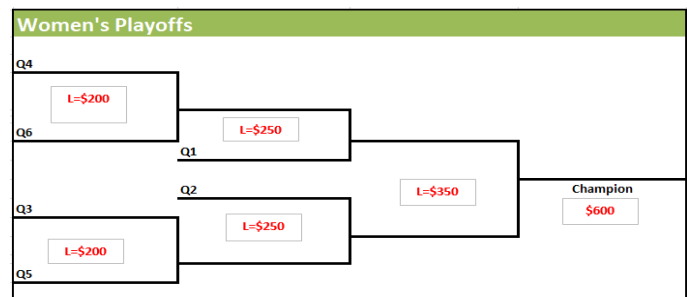 Women's Playoffs
Q4
L=$200
Q6
L=$250
Q1
Q2
L=$350
Champion
$600
Q3
L=$250
L=$200
Q5